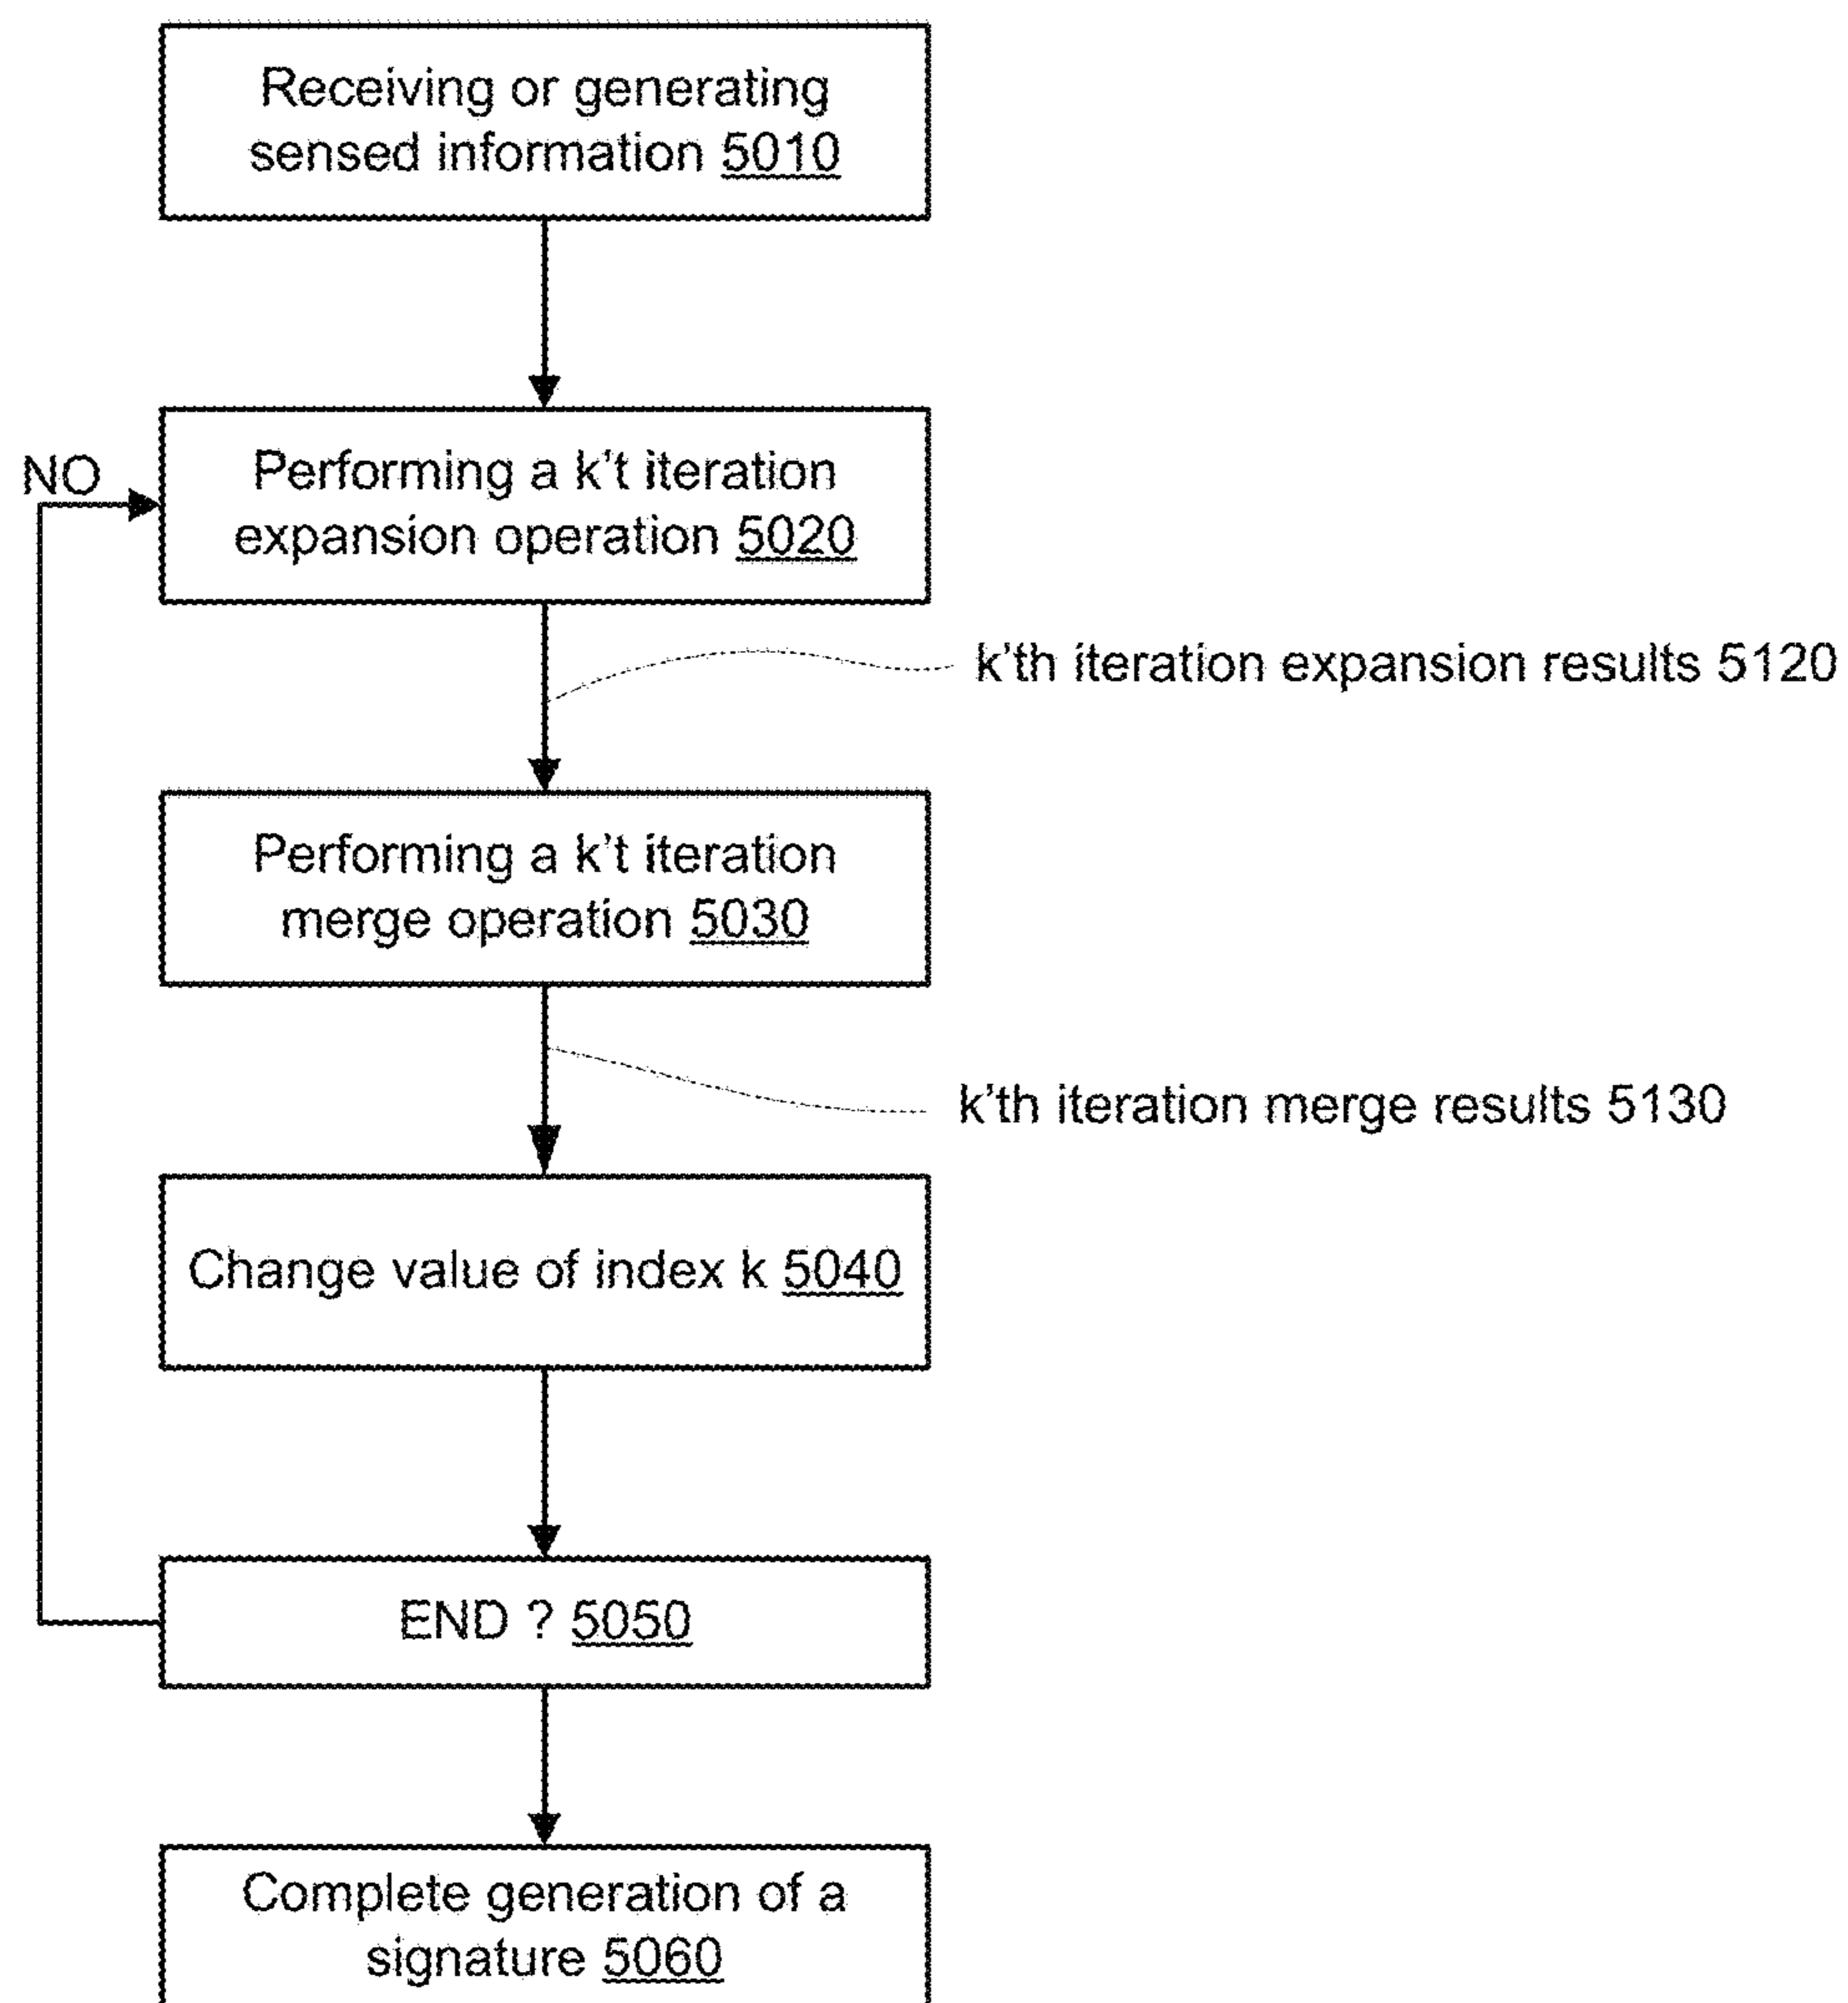 Receiving or generating
sensed information 5010
NO
Performing a k't iteration
expansion operation 5020
k'th iteration expansion results 5120
Performing a k't iteration
merge operation 5030
k'th iteration merge results 5130
Change value of index k 5040
END ? 5050
Complete generation of a
signature 5060